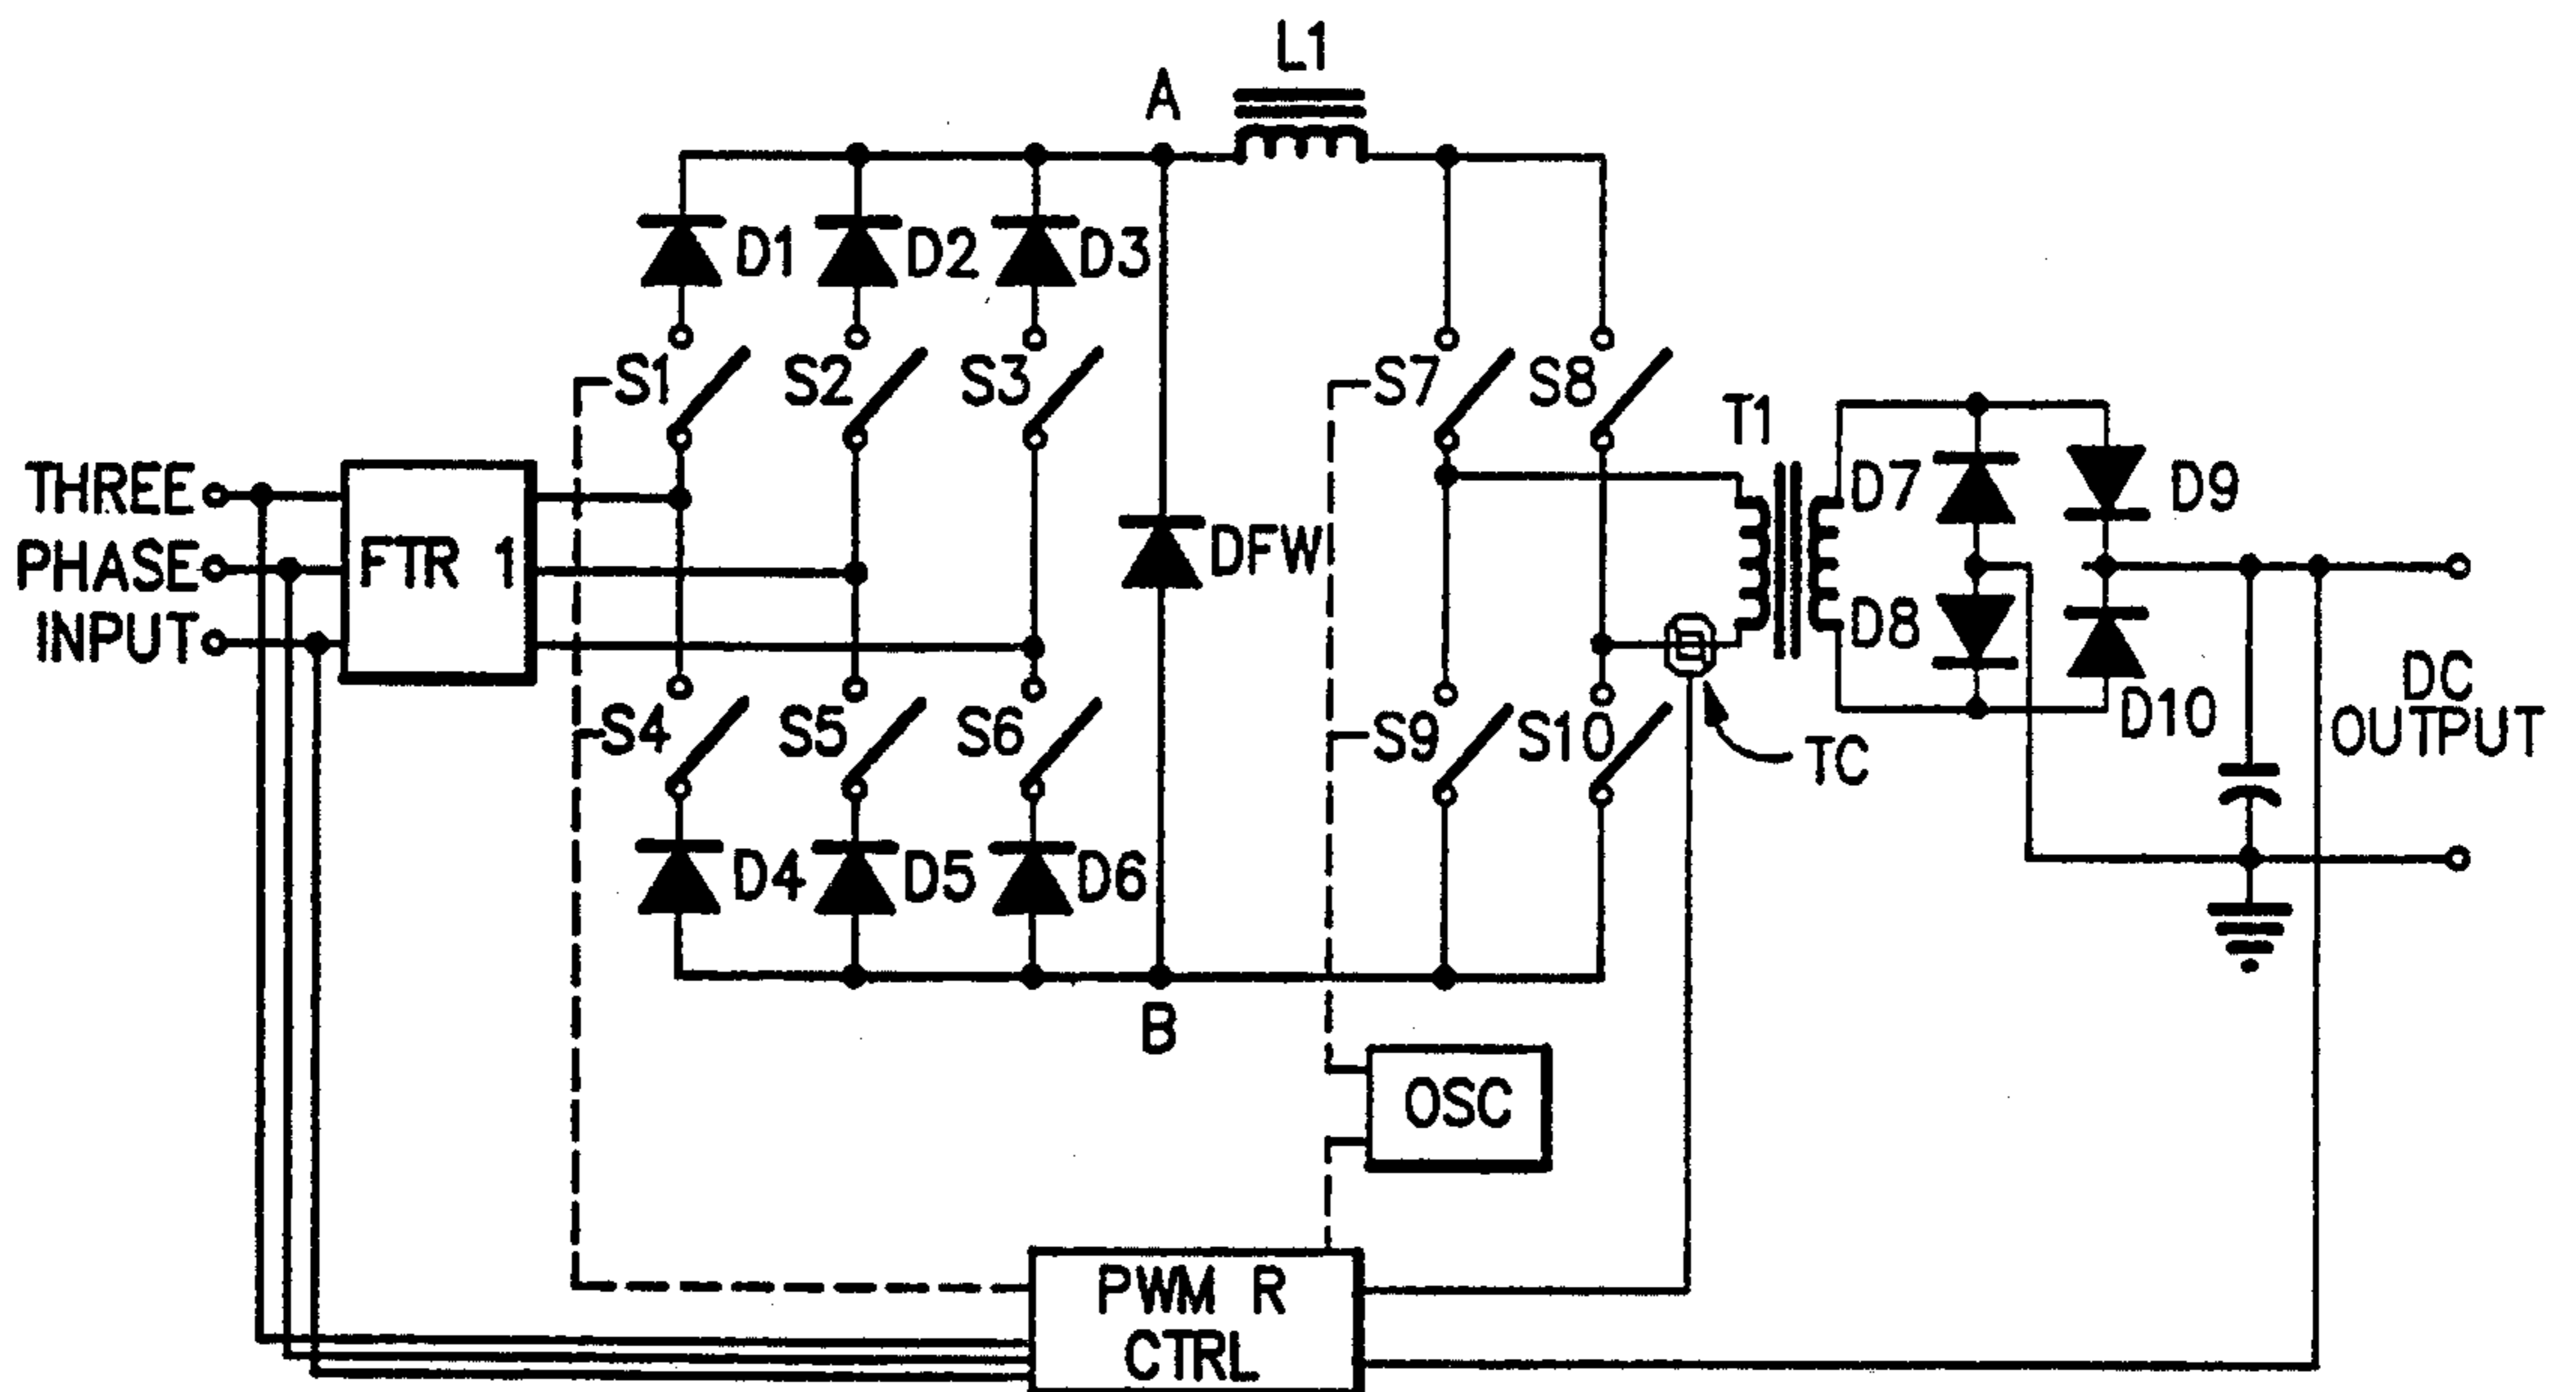 L1
A
D1
D2
D3
S1
S2
S3
S7
S8
T1
THREE
PHASE
INPUT
FTR 1
DFW
D7
D9
D8
D10
DC
OUTPUT
S4
S5
S6
S9
S10
TC
D4
D5
D6
B
OSC
PWM R
CTRL